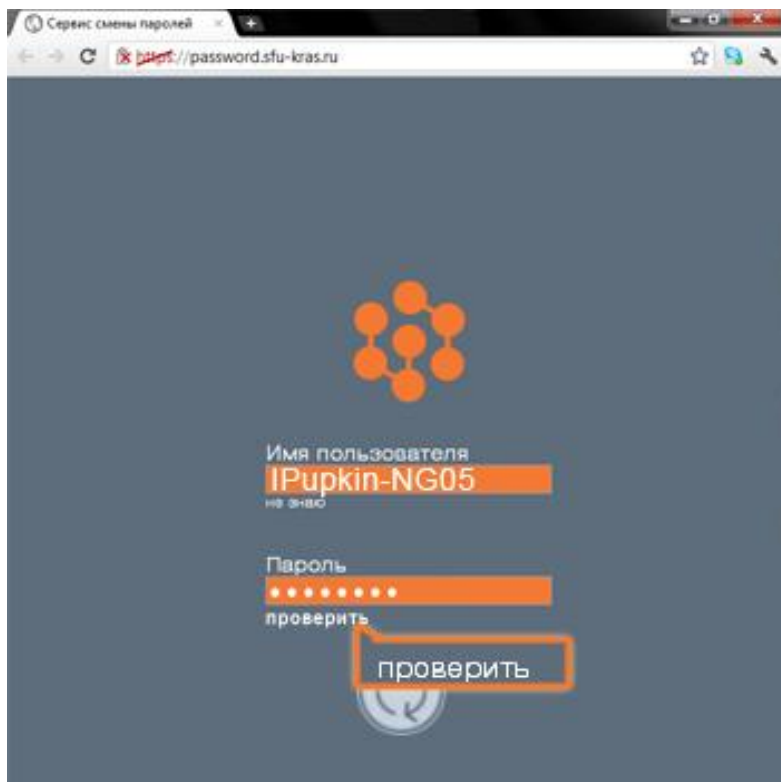 Сервис смены паролей
https://password.sfu-kras.ru
Имя пользователя
IPupkin-NG05
не знаю
Пароль
проверить
проверить